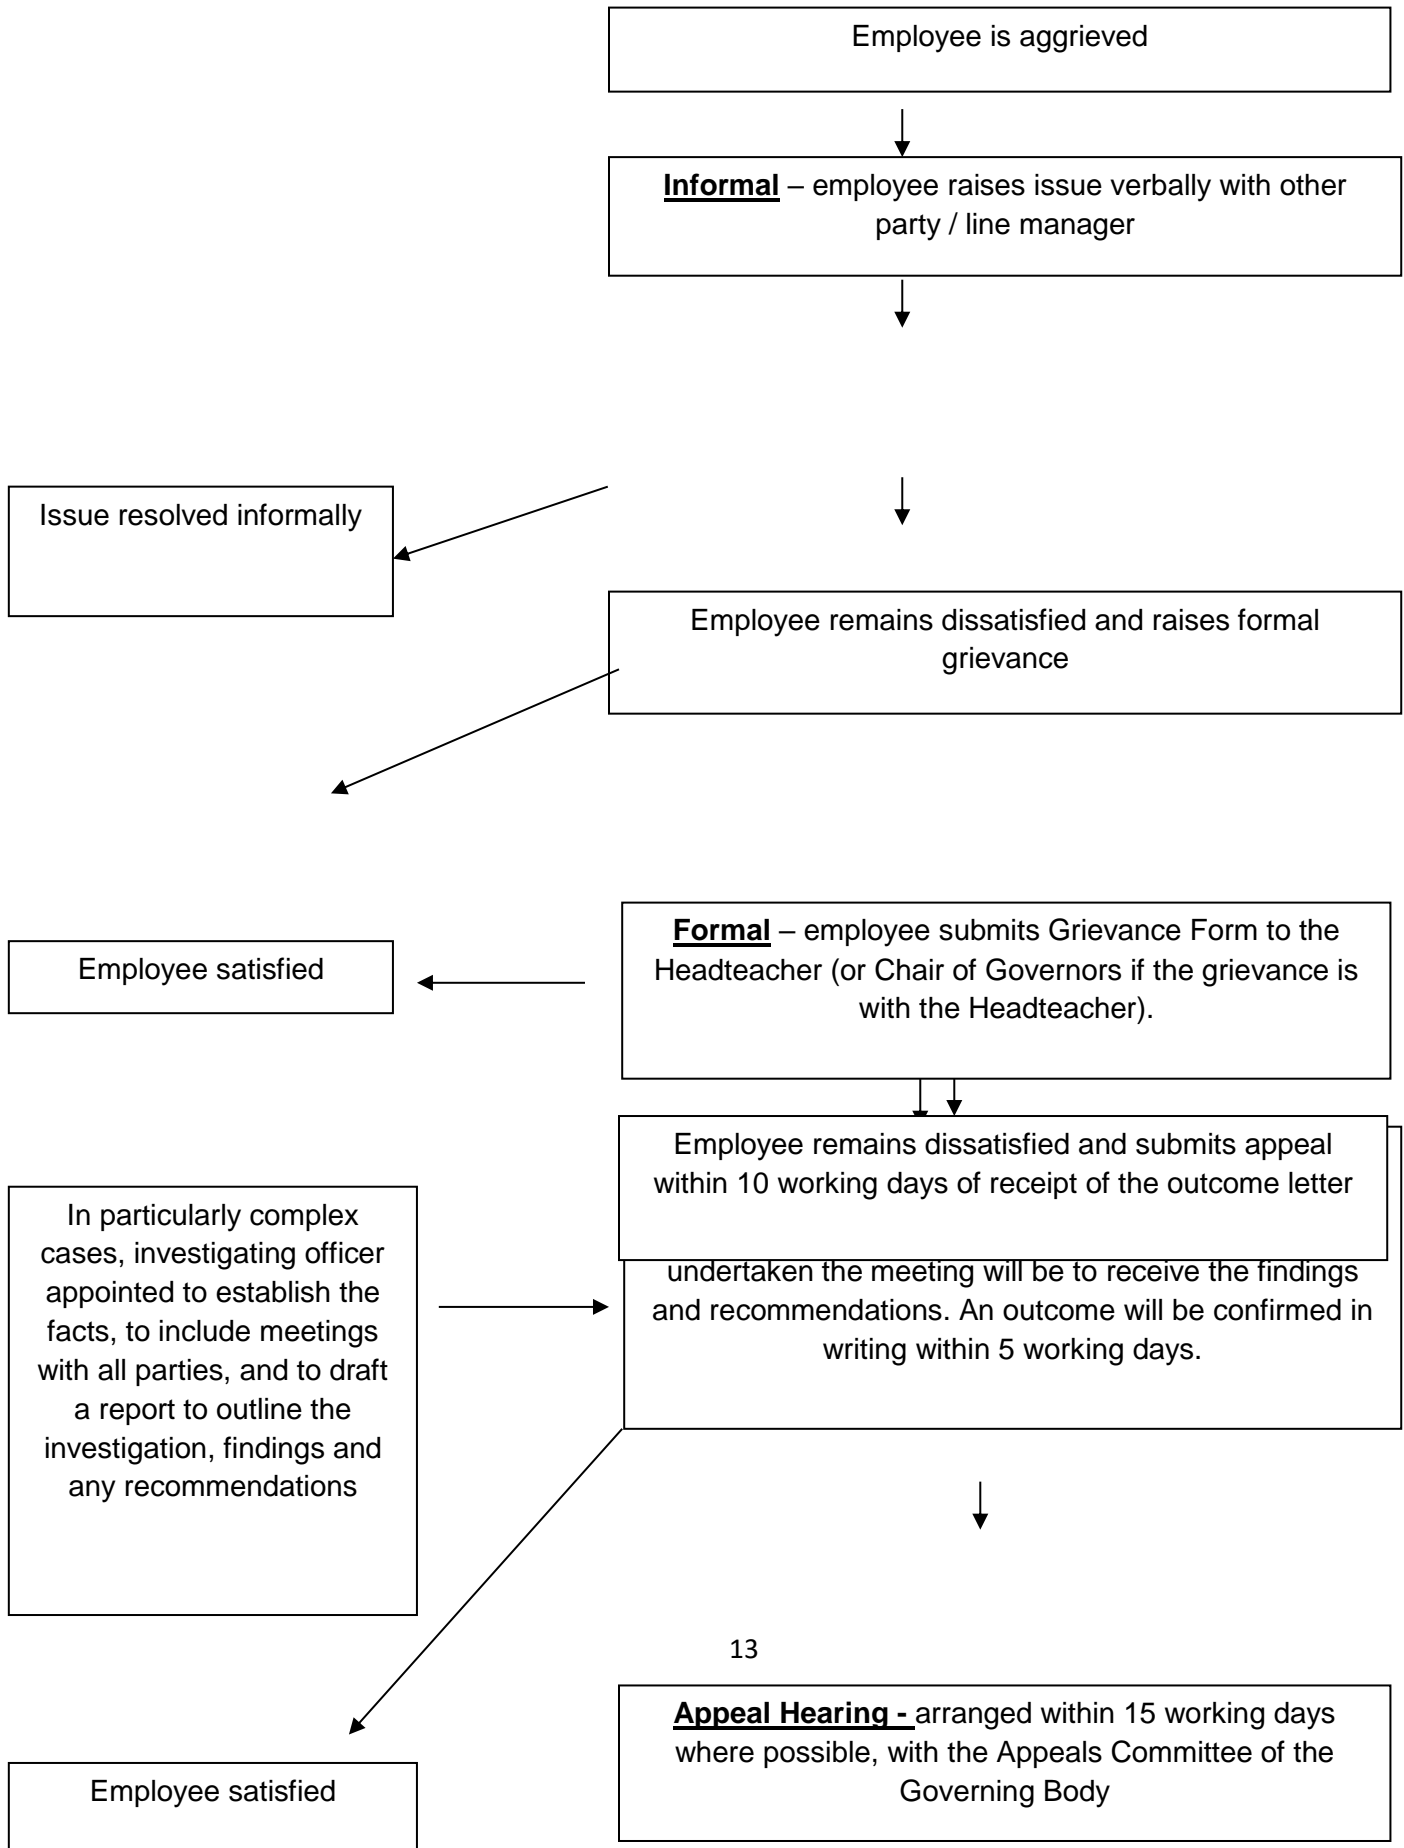 Employee is aggrieved
Informal – employee raises issue verbally with other
party / line manager
Issue resolved informally
Employee remains dissatisfied and raises formal
grievance
Formal – employee submits Grievance Form to the
Headteacher (or Chair of Governors if the grievance is
with the Headteacher).
Employee satisfied
Employee remains dissatisfied and submits appeal
within 10 working days of receipt of the outcome letter
undertaken the meeting will be to receive the findings
and recommendations. An outcome will be confirmed in
writing within 5 working days.
In particularly complex
cases, investigating officer
appointed to establish the
facts, to include meetings
with all parties, and to draft
a report to outline the
investigation, findings and
any recommendations
13
Appeal Hearing - arranged within 15 working days
where possible, with the Appeals Committee of the
Governing Body
Employee satisfied